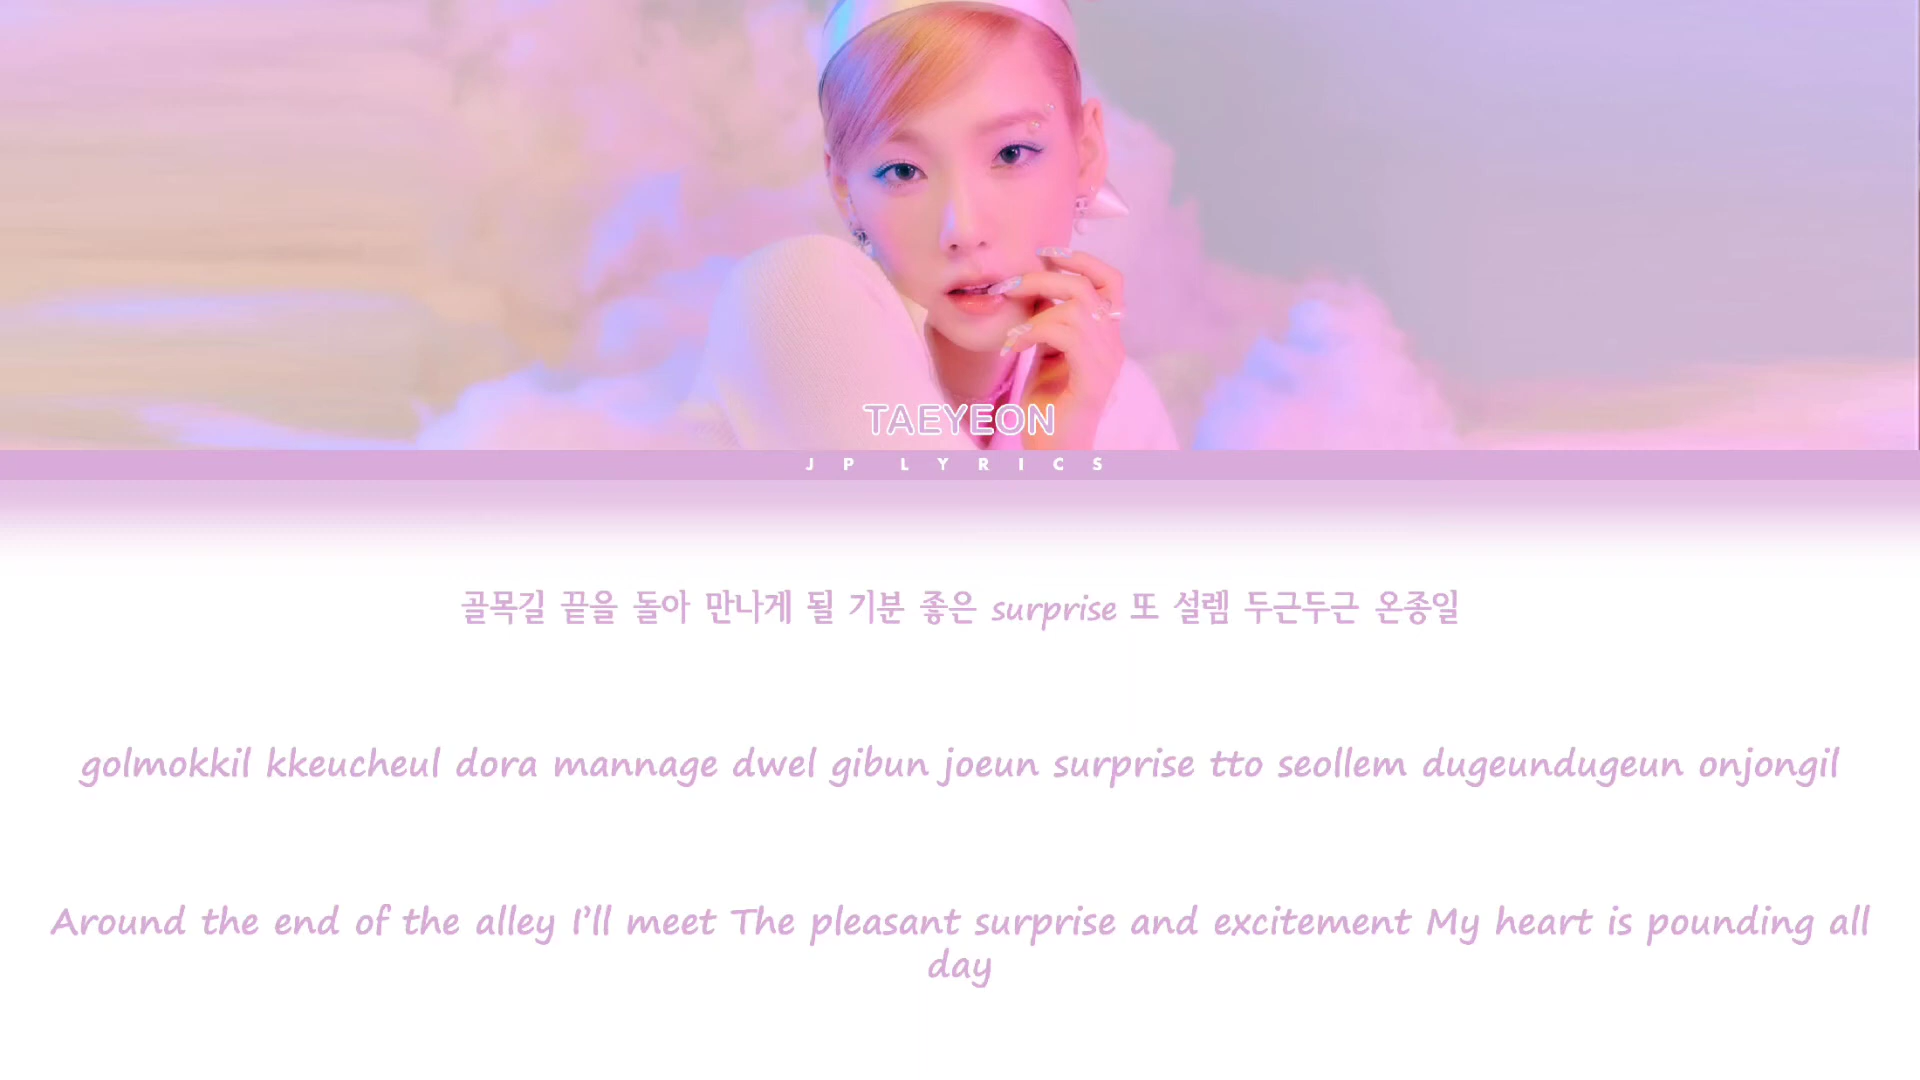 TAEYEON
JP LYRICS
골목길 끝을 돌아 만나게 될 기분 좋은 surprise 또 설렘 두근두근 온종일
golmokkil kkeucheul dora mannage dwel gibun joeun surprise tto seollem dugeundugeun onjongil
Around the end of the alley I'll meet The pleasant surprise and excitement My heart is pounding all
day